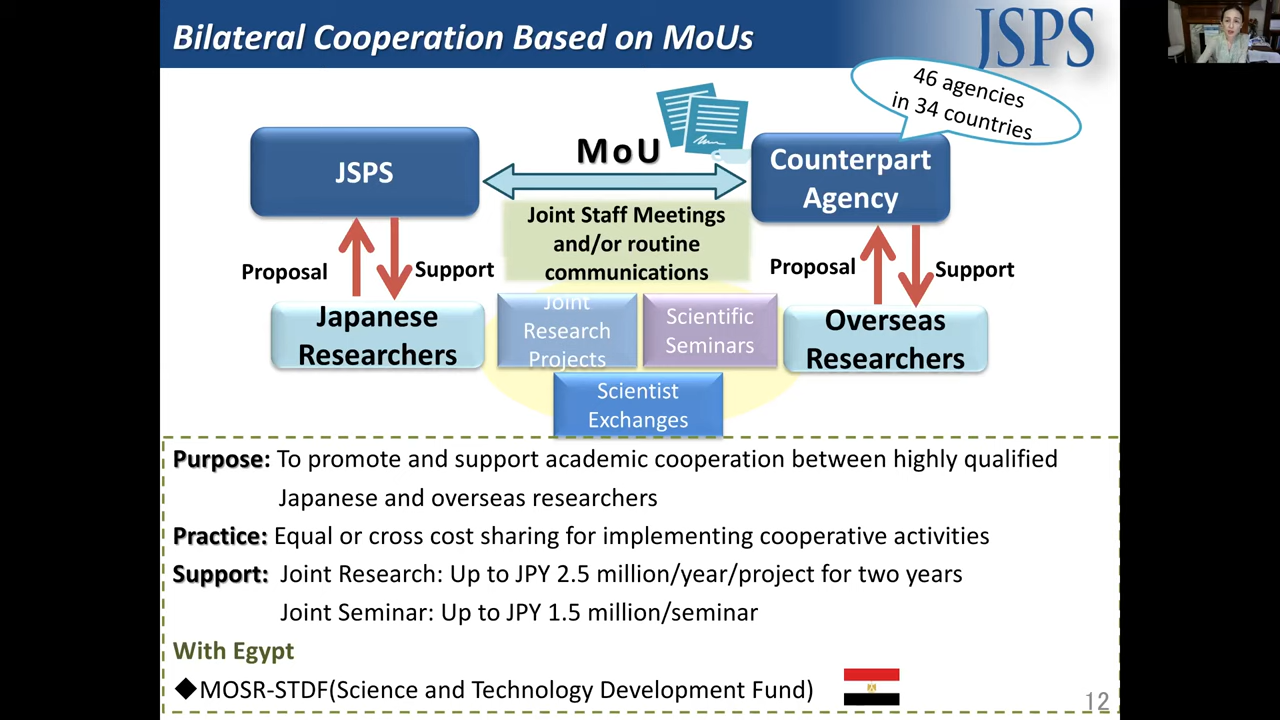 Bilateral Cooperation Based on MoUs
JSPS
46 agencies
in 34 countries
JSPS
MoU
Counterpart
Agency
Joint Staff Meetings
and/or routine
communications
Proposal
Support
Proposal
Support
Japanese
Researchers
Joint
Research
Projects
Scientific
Seminars
Overseas
Researchers
Scientist
Exchanges
Purpose: To promote and support academic cooperation between highly qualified
Japanese and overseas researchers
Practice: Equal or cross cost sharing for implementing cooperative activities
Support: Joint Research: Up to JPY 2.5 million/year/project for two years
Joint Seminar: Up to JPY 1.5 million/seminar
With Egypt
◆MOSR-STDF(Science and Technology Development Fund)
12